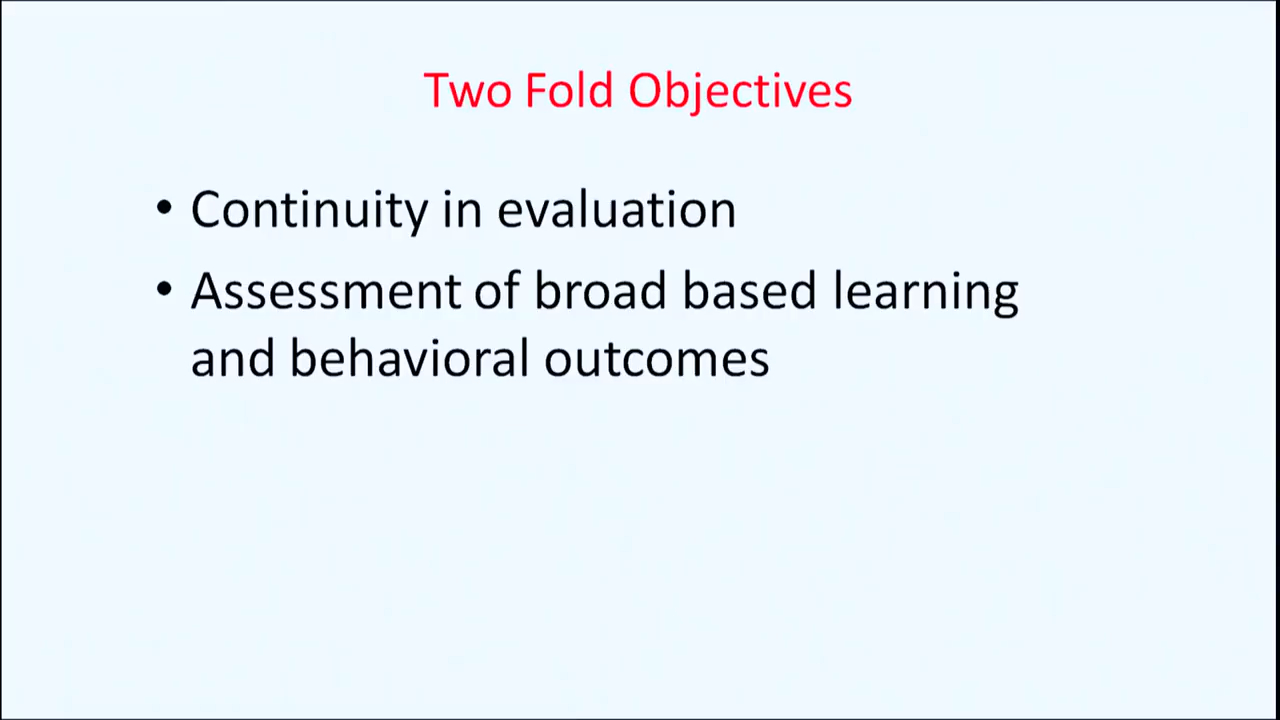 Two Fold Objectives
• Continuity in evaluation
• Assessment of broad based learning
and behavioral outcomes